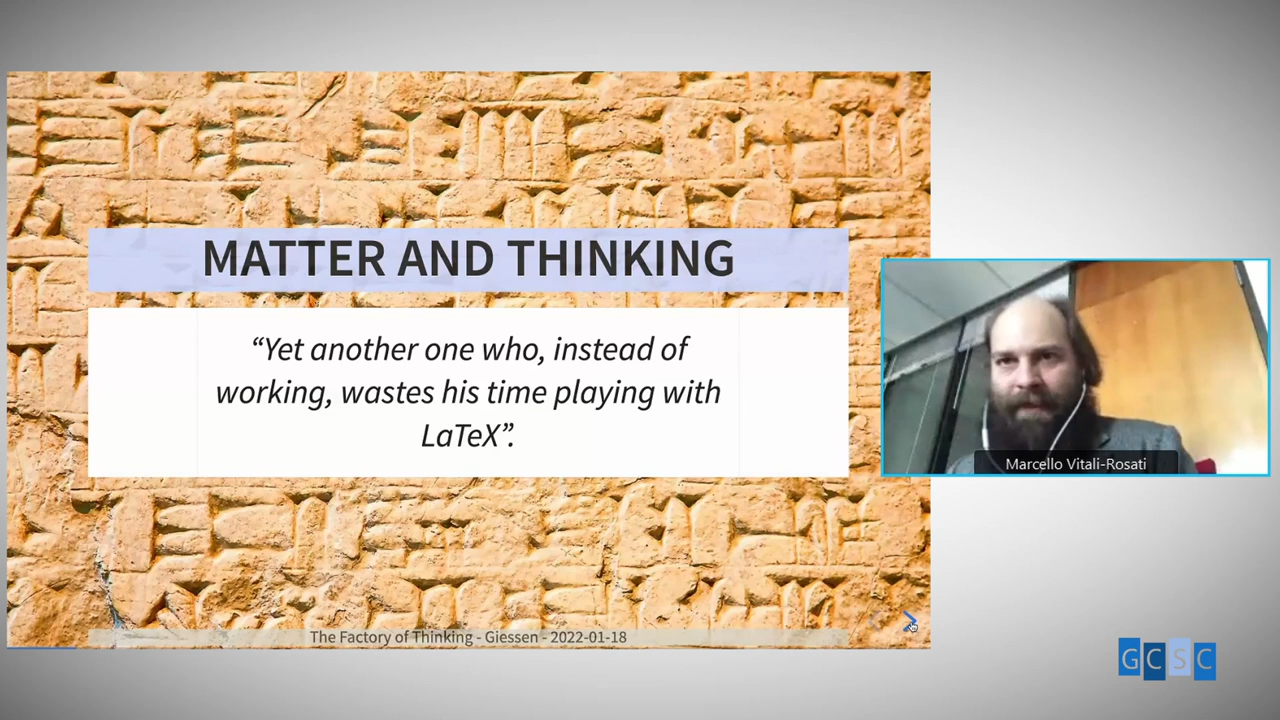 MATTER AND THINKING
“Yet another one who, instead of
working, wastes his time playing with
LaTeX”.
The Factory of Thinking - Giessen - 2022-01-18
Marcello Vitali-Rosati
GCSC